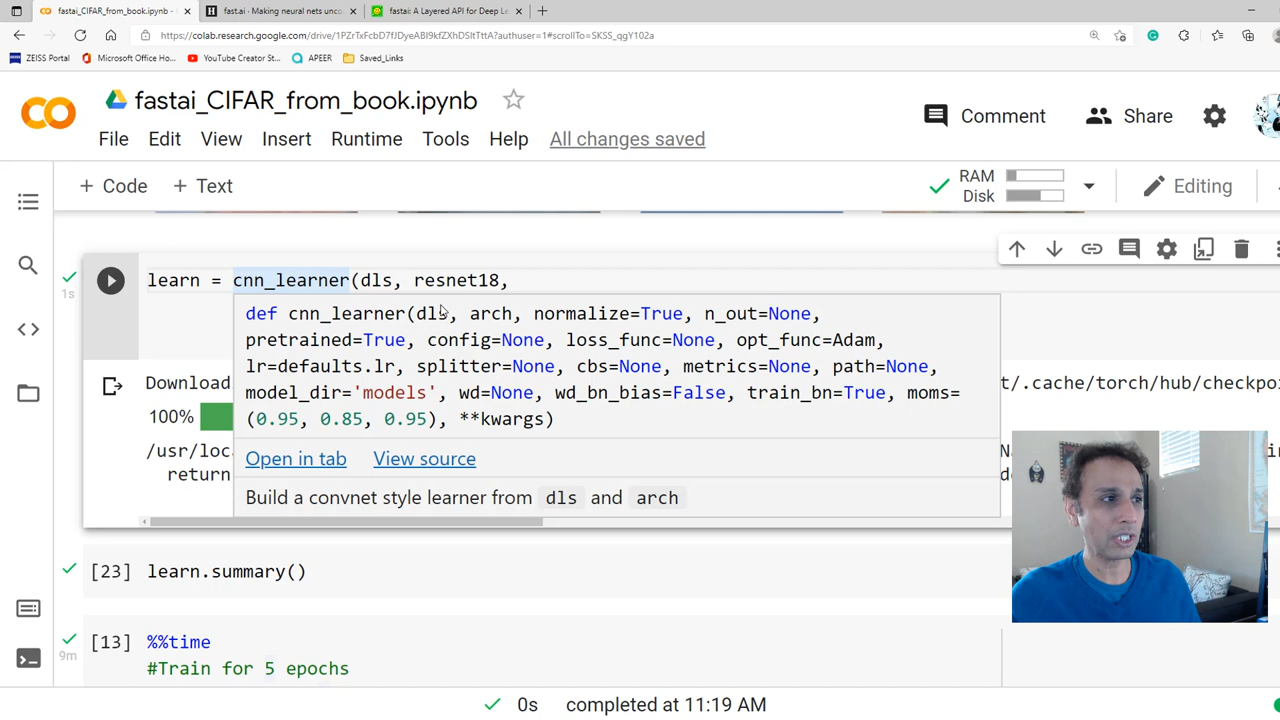 fastai_CIFAR_from_book.ipynb -
fast.ai - Making neural nets unco
fastai: A Layered API for Deep Le
https://colab.research.google.com/drive/1PZrTxFcbD7fJDyeABI9kfZXhDSltTttA?authuser=1#scrollTo=SKSS_qgY102a
ZEISS Portal
Microsoft Office Ho...
YouTube Creator St...
APEER
Saved_Links
fastai_CIFAR_from_book.ipynb
Comment
Share
File Edit View Insert Runtime Tools Help All changes saved
+ Code + Text
RAM
Disk
Editing
learn = cnn_learner(dls, resnet18,
1s
def cnn_learner(dls, arch, normalize=True, n_out=None,
pretrained=True, config=None, loss_func=None, opt_func=Adam,
lr=defaults.lr, splitter=None, cbs=None, metrics=None, path=None,
model_dir='models', wd=None, wd_bn_bias=False, train_bn=True, moms=
(0.95, 0.85, 0.95), **kwargs)
Open in tab View source
Build a convnet style learner from dls and arch
Download
t/.cache/torch/hub/checkpoi
100%
/usr/loc
return
[23] learn.summary()
[13] %%time
9m
#Train for 5 epochs
0s completed at 11:19 AM